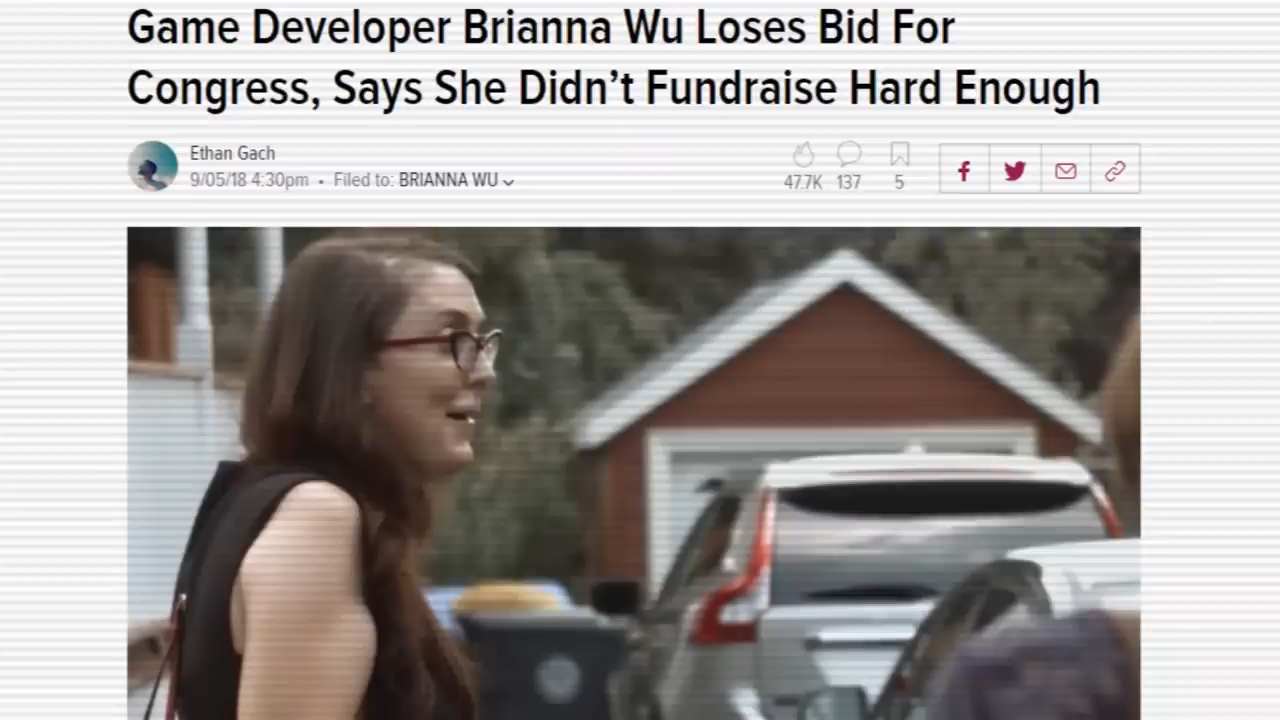 Game Developer Brianna Wu Loses Bid For
Congress, Says She Didn't Fundraise Hard Enough
Ethan Gach
9/05/18 4:30pm • Filed to: BRIANNA WU
47.7K 137 5